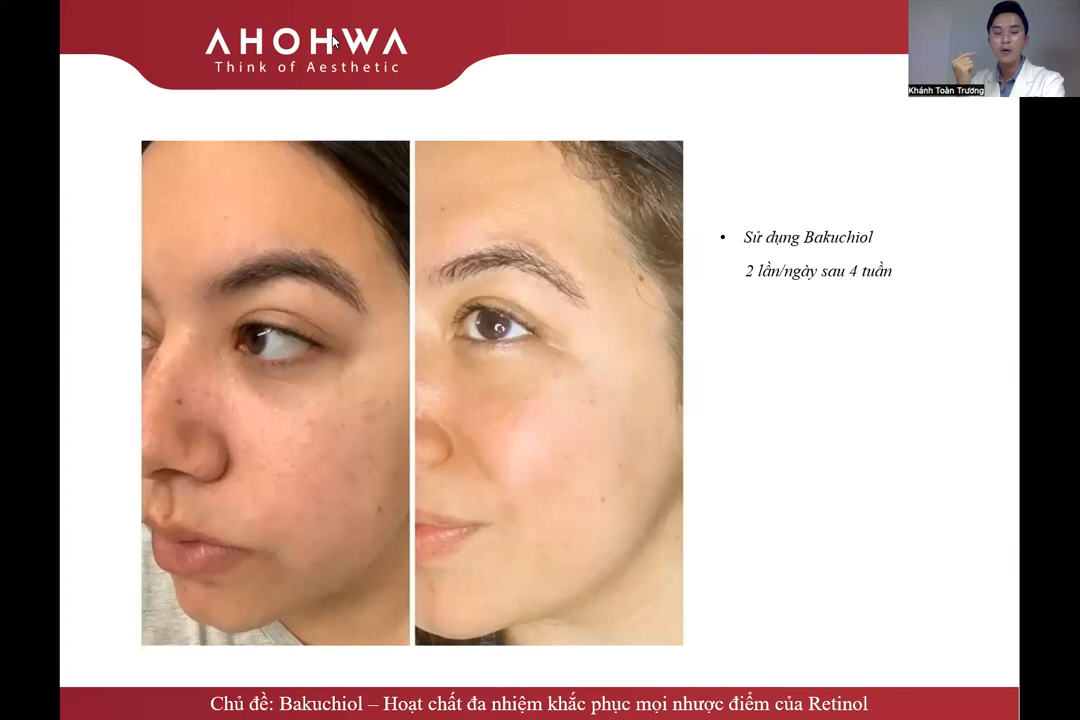 AHOHWA
Think of Aesthetic
Khánh Toàn Trương
• Sử dụng Bakuchiol
2 lần/ngày sau 4 tuần
Chủ đề: Bakuchiol – Hoạt chất đa nhiệm khắc phục mọi nhược điểm của Retinol